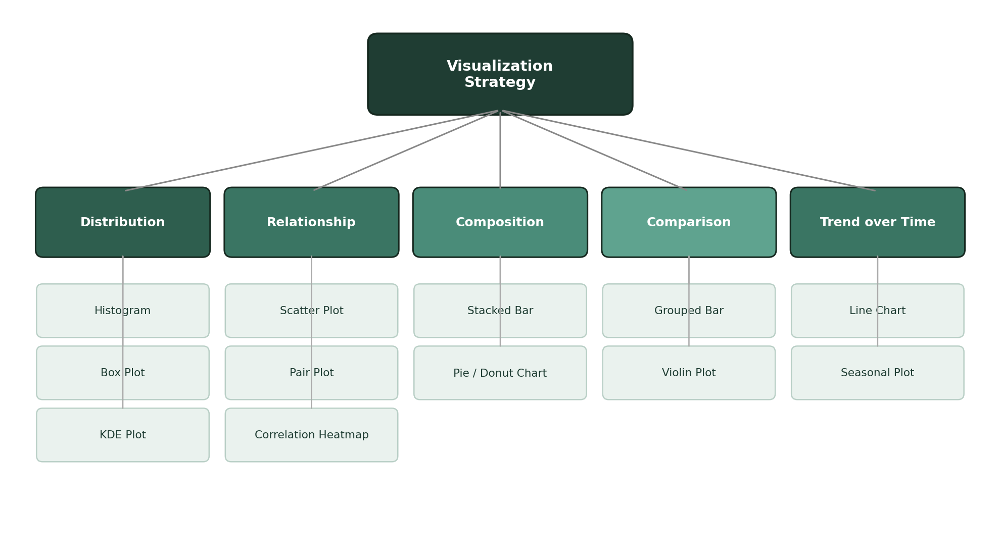 Visualization
Strategy
Distribution
Relationship
Composition
Comparison
Trend over Time
Histogram
Scatter Plot
Stacked Bar
Grouped Bar
Line Chart
Box Plot
Pair Plot
Pie / Donut Chart
Violin Plot
Seasonal Plot
KDE Plot
Correlation Heatmap